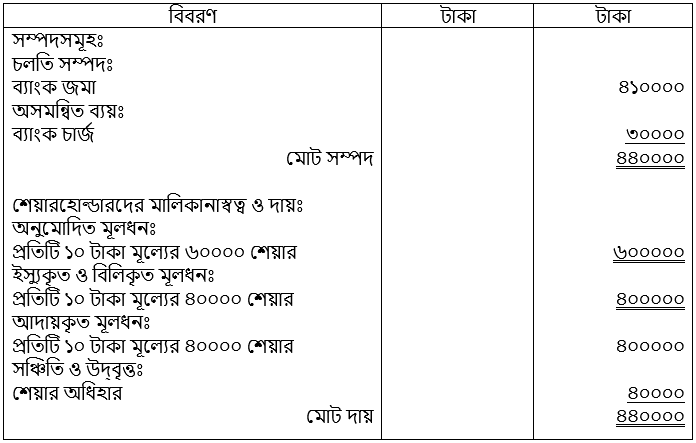 বিবরণ টাকা টাকা
সম্পদসমূহঃ
চলতি সম্পদঃ
ব্যাংক জমা ৪১০০০০
অসমন্বিত ব্যয়ঃ
ব্যাংক চার্জ ৩০০০০
মোট সম্পদ ৪৪০০০০
শেয়ারহোল্ডারদের মালিকানাস্বত্ব ও দায়ঃ
অনুমোদিত মূলধনঃ
প্রতিটি ১০ টাকা মূল্যের ৬০০০০ শেয়ার ৬০০০০০
ইস্যুকৃত ও বিলিকৃত মূলধনঃ
প্রতিটি ১০ টাকা মূল্যের ৪০০০০ শেয়ার ৪০০০০০
আদায়কৃত মূলধনঃ
প্রতিটি ১০ টাকা মূল্যের ৪০০০০ শেয়ার ৪০০০০০
সঞ্চিতি ও উদ্‌বৃত্তঃ
শেয়ার অধিহার ৪০০০০
মোট দায় ৪৪০০০০